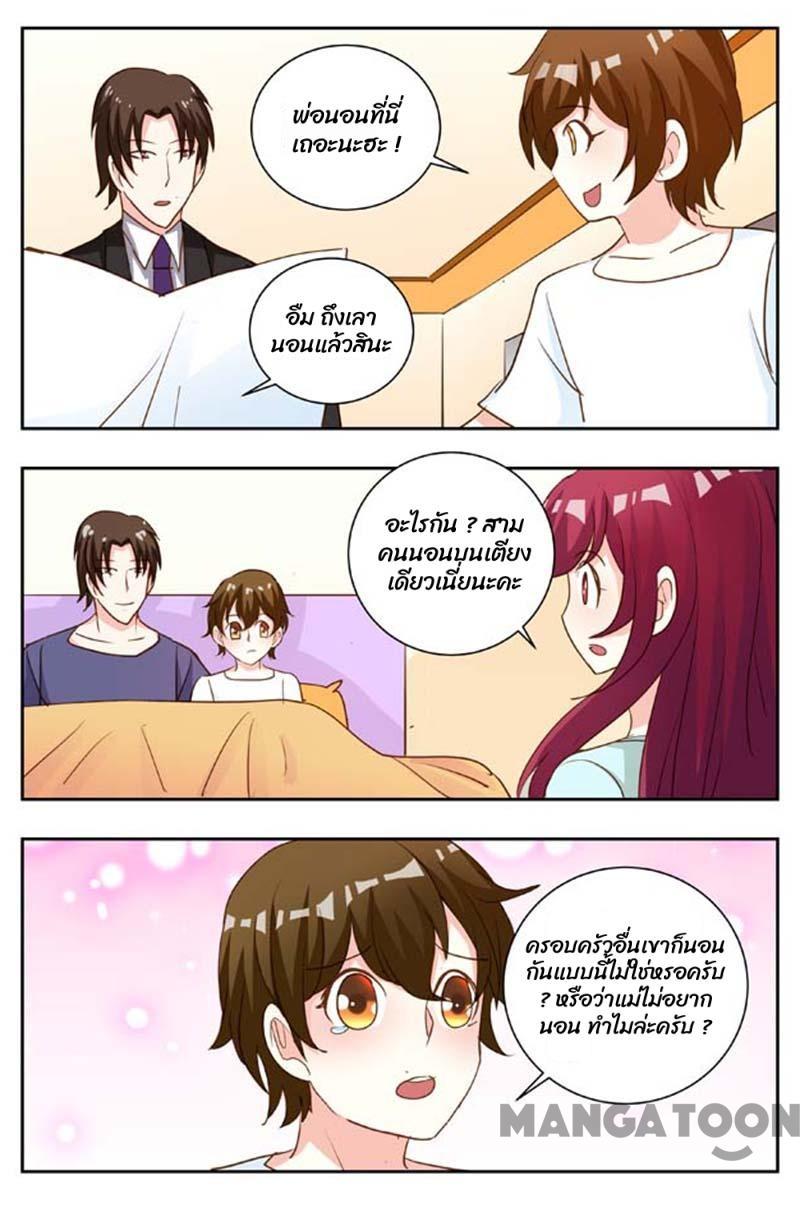 พ่อนอนที่นี่
เถอะนะฮะ !
อืม ถึงเลา
นอนแล้วสินะ
อะไรกัน ? สาม
คนนอนบนเตียง
เดียวเนี่ยนะคะ
ครอบครัวอื่นเขาก็นอน
กันแบบนี้ไม่ใช่หรอครับ
? หรือว่าแม่ไม่อยาก
นอน ทำไมล่ะครับ ?
MANGATOON